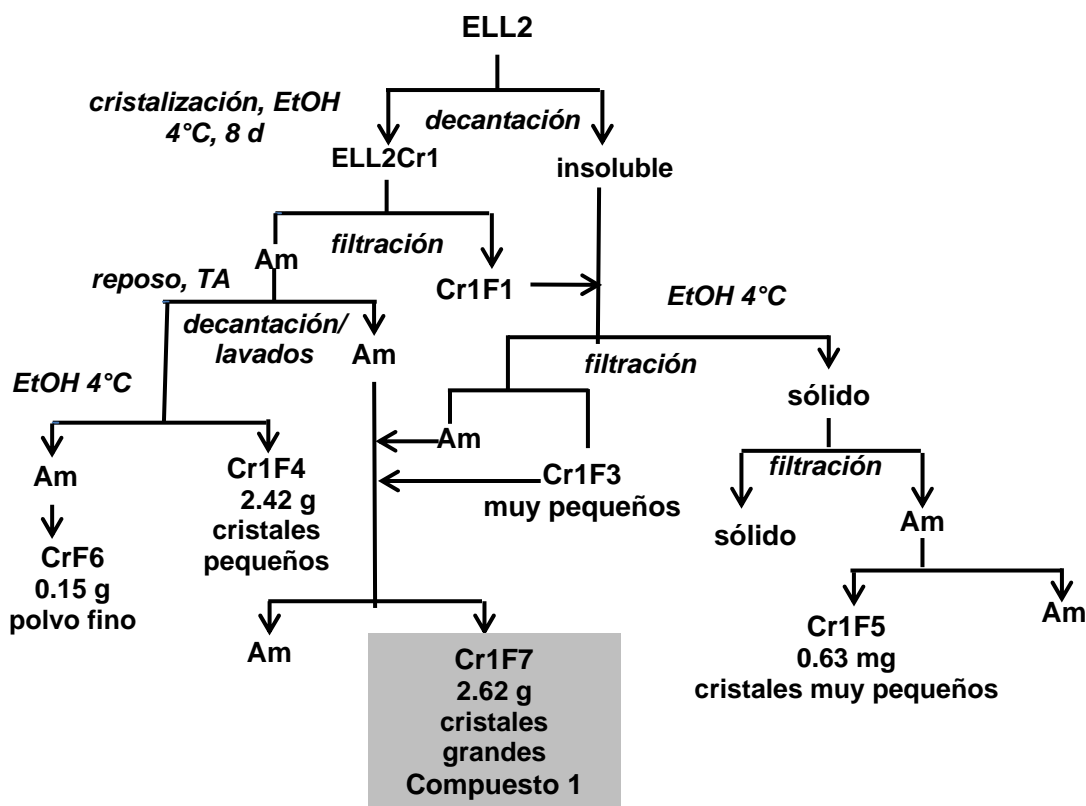 ELL2
cristalización, EtOH
4°C, 8 d
decantación
ELL2Cr1
insoluble
Am
filtración
Cr1F1
reposo, TA
EtOH 4°C
decantación/
lavados
Am
filtración
EtOH 4°C
sólido
Am
Am
Cr1F4
2.42 g
cristales
pequeños
Cr1F3
muy pequeños
filtración
sólido
Am
CrF6
0.15 g
polvo fino
Am
Cr1F7
2.62 g
cristales
grandes
Compuesto 1
Cr1F5
0.63 mg
cristales muy pequeños
Am